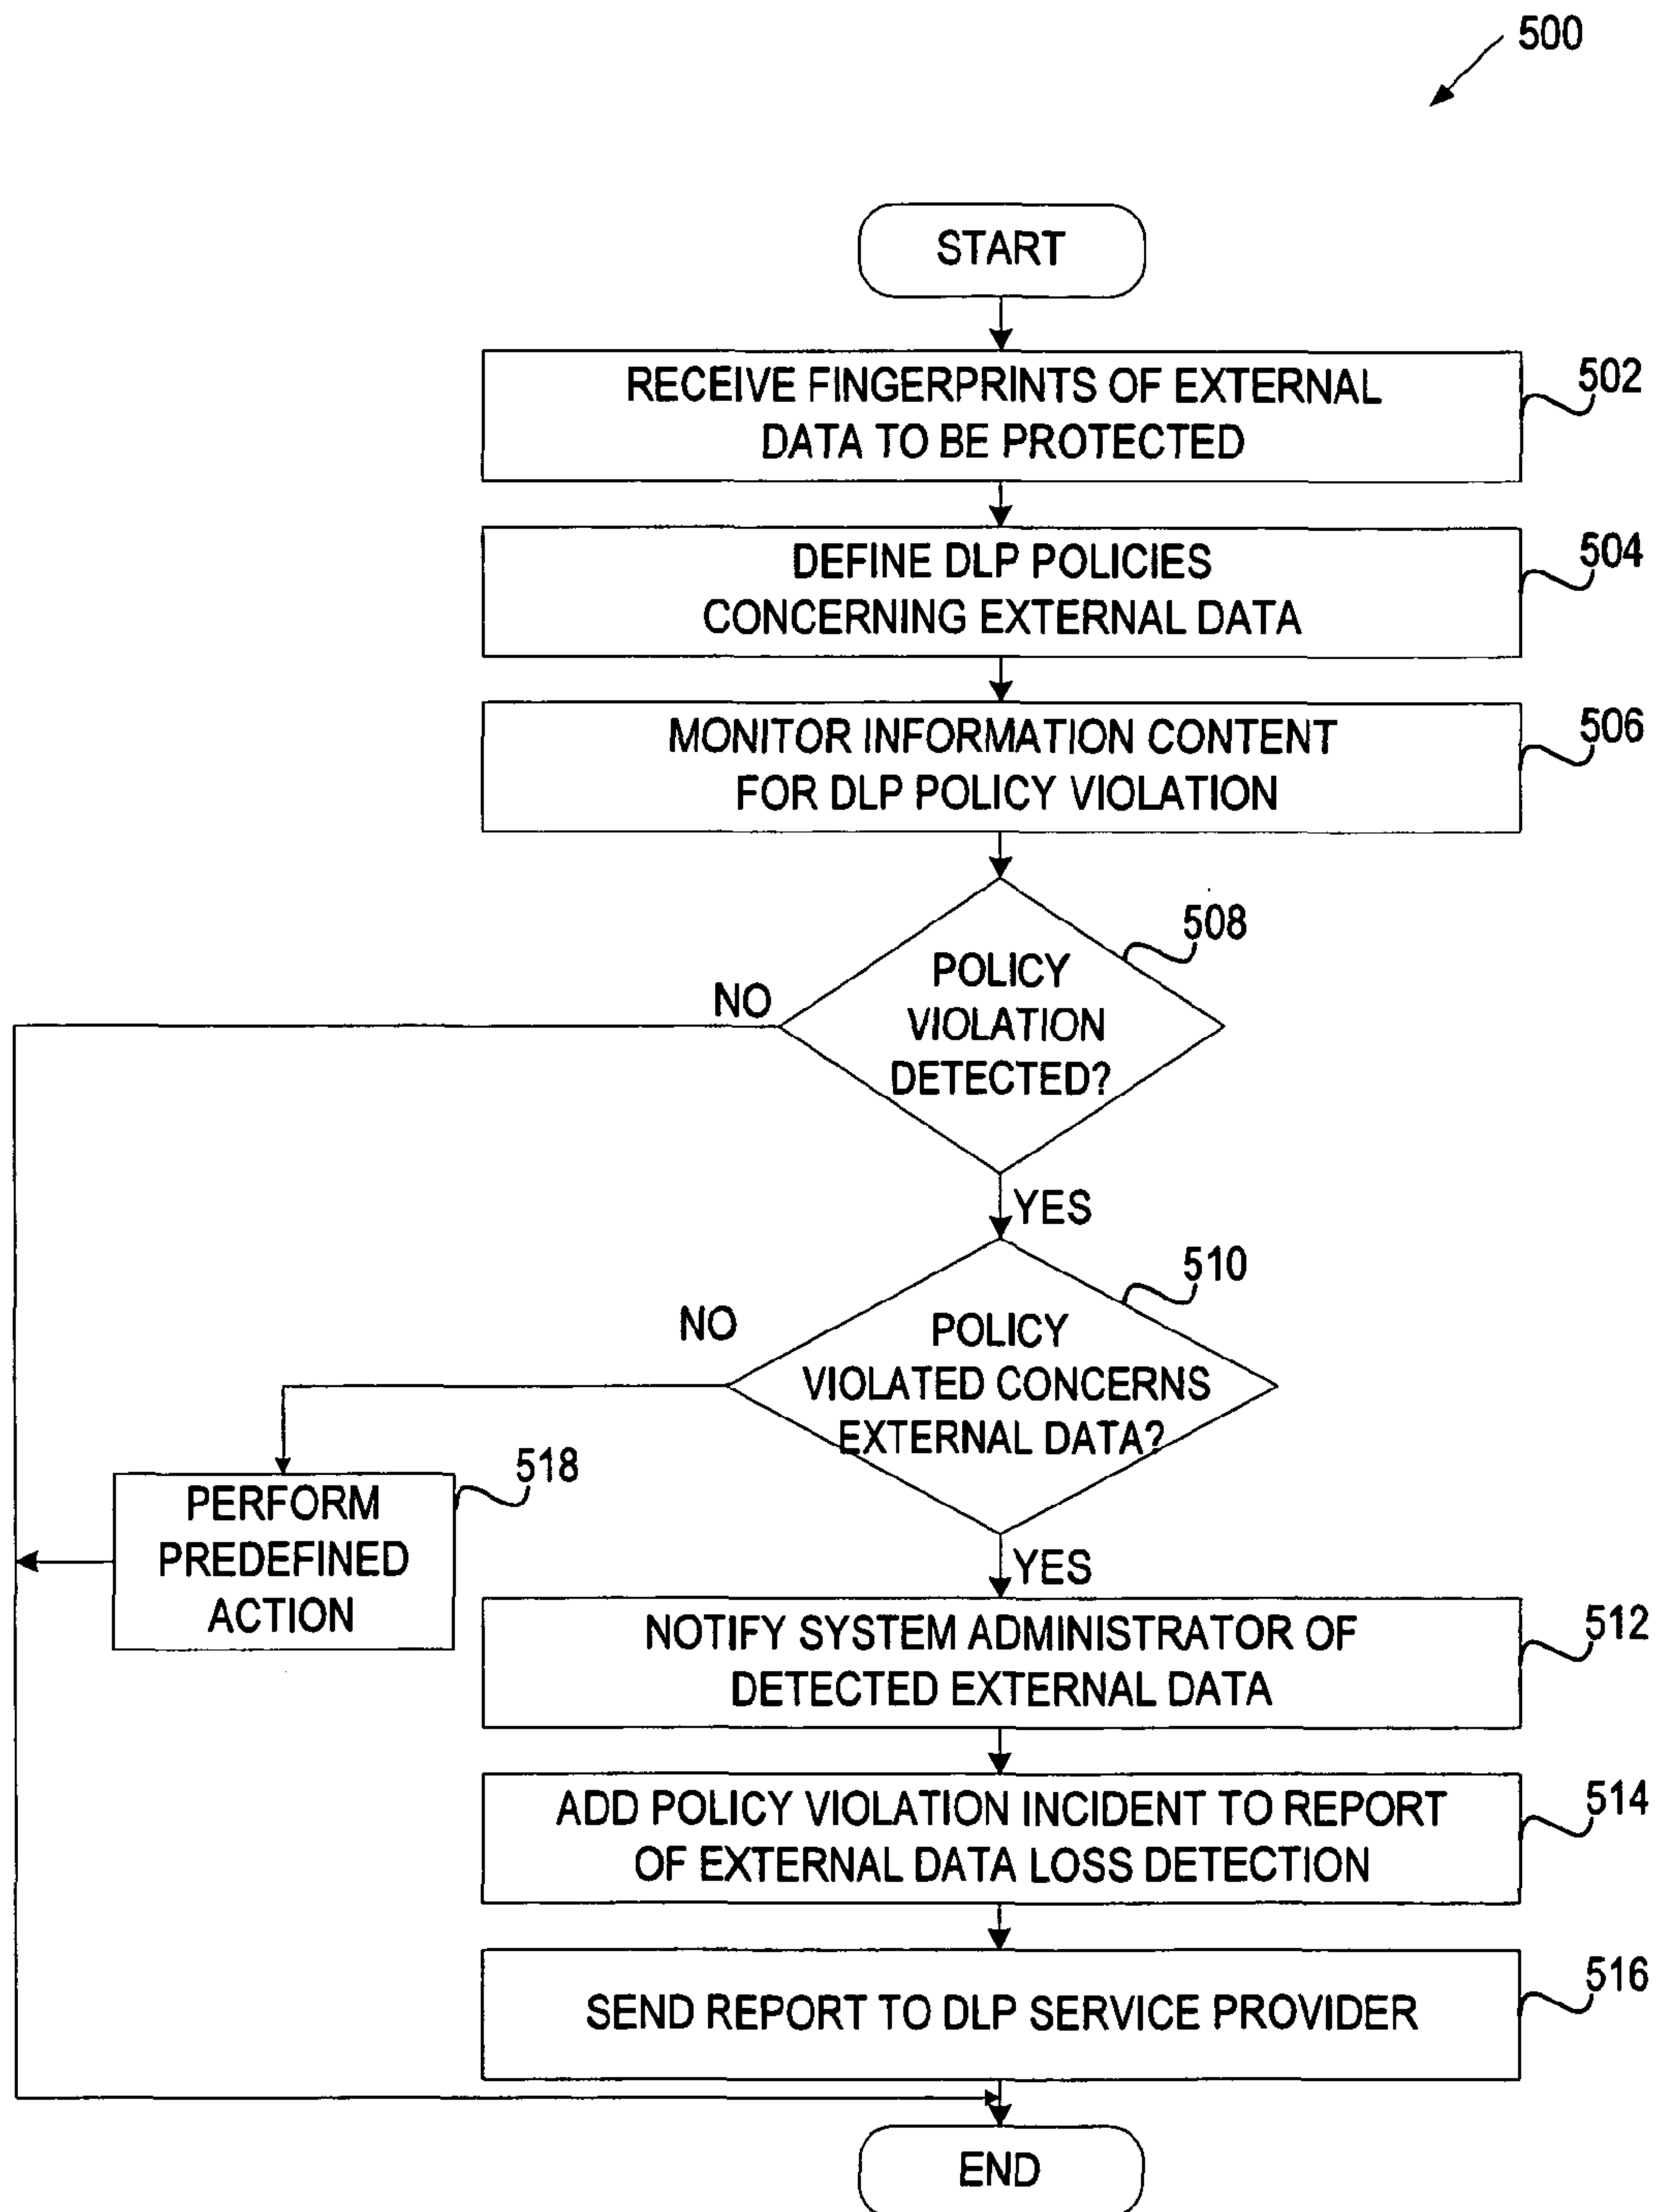 500
START
RECEIVE FINGERPRINTS OF EXTERNAL
DATA TO BE PROTECTED
502
DEFINE DLP POLICIES
CONCERNING EXTERNAL DATA
504
MONITOR INFORMATION CONTENT
FOR DLP POLICY VIOLATION
506
508
POLICY
VIOLATION
DETECTED?
NO
YES
510
POLICY
VIOLATED CONCERNS
EXTERNAL DATA?
NO
518
PERFORM
PREDEFINED
ACTION
YES
NOTIFY SYSTEM ADMINISTRATOR OF
DETECTED EXTERNAL DATA
512
ADD POLICY VIOLATION INCIDENT TO REPORT
OF EXTERNAL DATA LOSS DETECTION
514
SEND REPORT TO DLP SERVICE PROVIDER
516
END